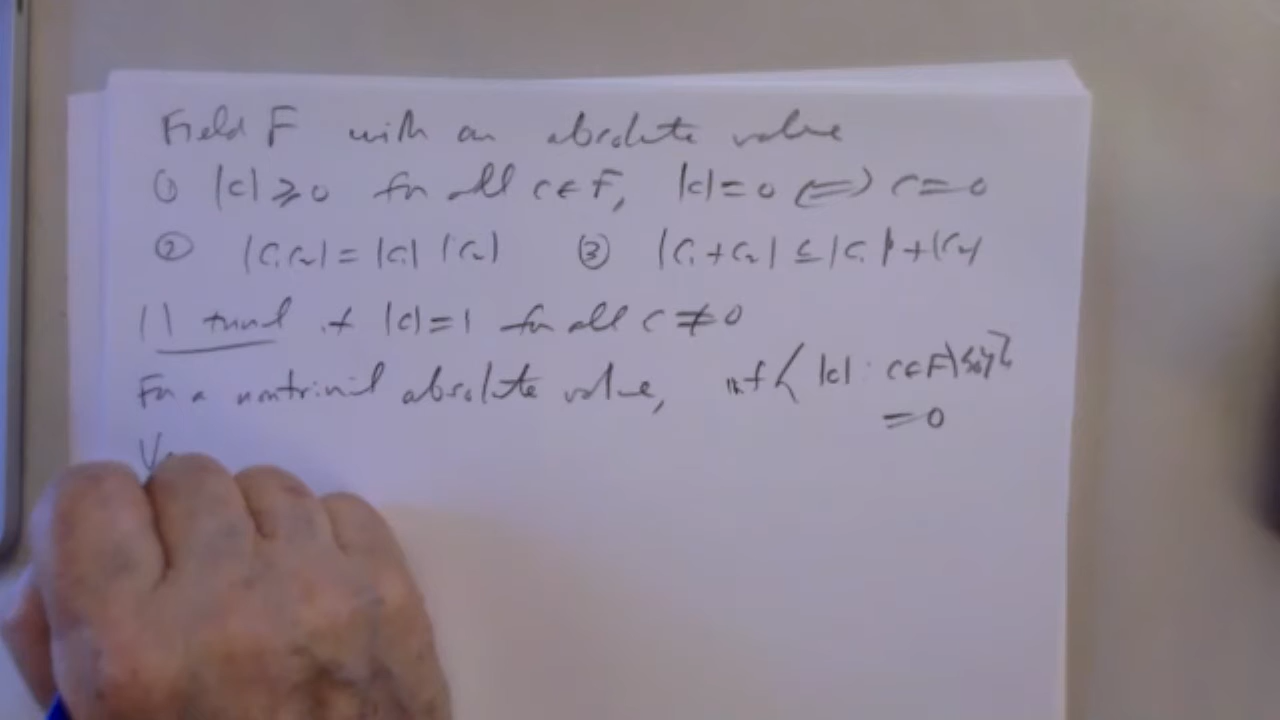 Field F with an absolute value
① |c| ≥ 0 for all c ∈ F, |c| = 0 ⟺ c = 0
② |c₁c₂| = |c₁| |c₂| ③ |c₁ + c₂| ≤ |c₁| + |c₂|
| | trivial if |c| = 1 for all c ≠ 0
For a nontrivial absolute value, inf { |c| : c ∈ F\{0}}
= 0